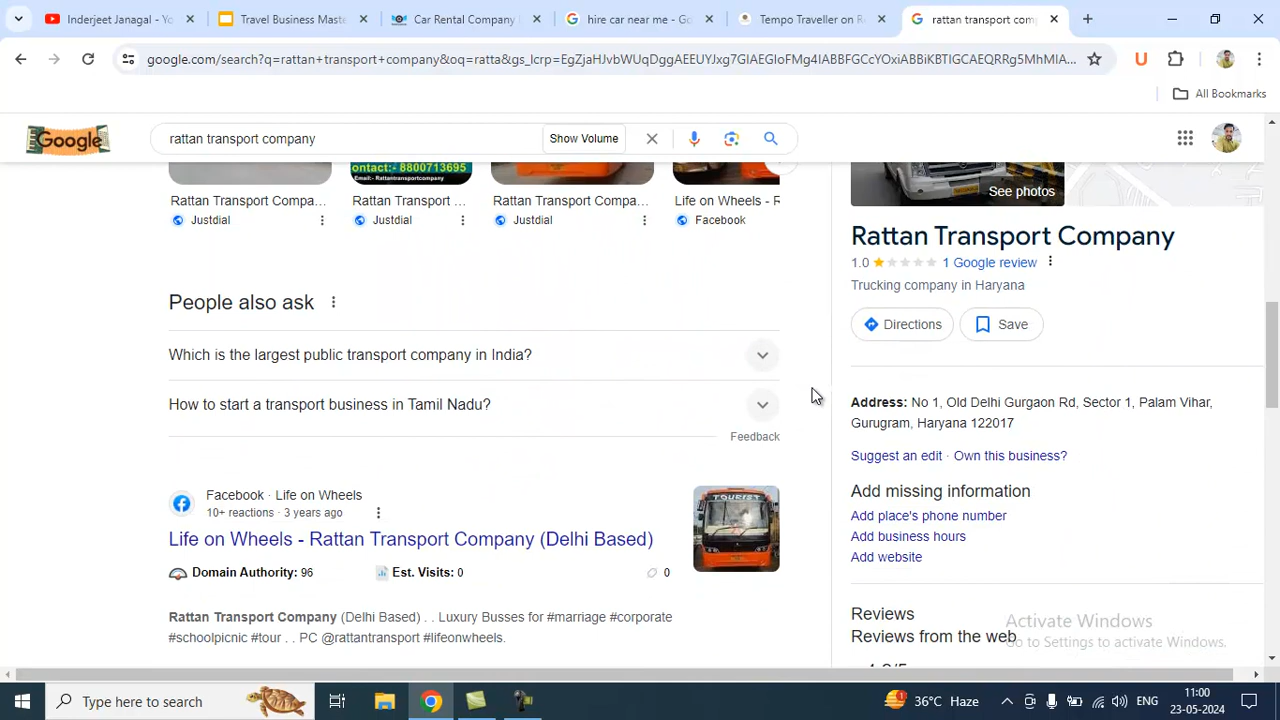 Inderjeet Janagal - Yo
Travel Business Maste
Car Rental Company
hire car near me - Go
Tempo Traveller on R
rattan transport com
google.com/search?q=rattan+transport+company&oq=ratta&gs_lcrp=EgZjaHJvbWUqDggAEEUYJxg7GIAEGIoFMg4IABBFGCcYOxiABBiKBTIGCAEQRRg5MhMIA...
All Bookmarks
Google
rattan transport company
Show Volume
ontact:- 8800713695
Email:- Rattantransportcompany
See photos
Rattan Transport Compa...
Rattan Transport ...
Rattan Transport Compa...
Life on Wheels - R
Justdial
Justdial
Justdial
Facebook
Rattan Transport Company
1.0
1 Google review
Trucking company in Haryana
People also ask
Directions
Save
Which is the largest public transport company in India?
How to start a transport business in Tamil Nadu?
Feedback
Address: No 1, Old Delhi Gurgaon Rd, Sector 1, Palam Vihar,
Gurugram, Haryana 122017
Suggest an edit · Own this business?
Add missing information
Add place's phone number
Add business hours
Add website
Facebook · Life on Wheels
10+ reactions · 3 years ago
TOURIST
Life on Wheels - Rattan Transport Company (Delhi Based)
Domain Authority: 96
Est. Visits: 0
0
Rattan Transport Company (Delhi Based) . . Luxury Busses for #marriage #corporate
#schoolpicnic #tour . . PC @rattantransport #lifeonwheels.
Reviews
Reviews from the web
Activate Windows
Go to Settings to activate Windows.
Type here to search
1
36°C Haze
ENG
11:00
23-05-2024